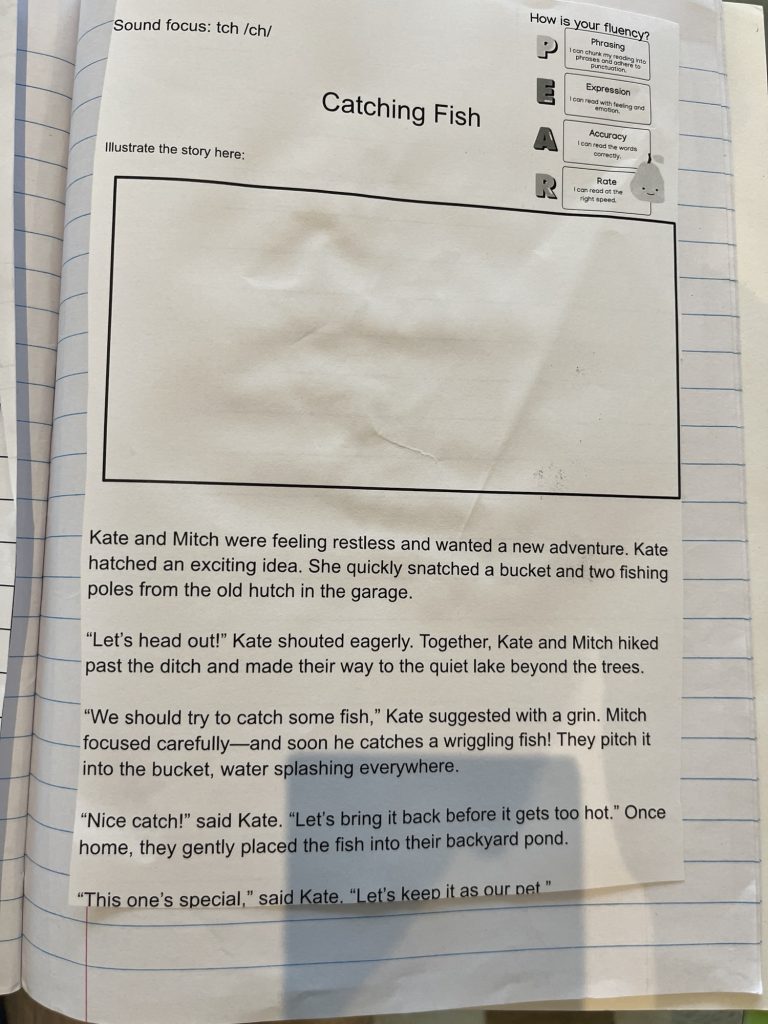 Sound focus: tch /ch/
How is your fluency?
P
Phrasing
I can chunk my reading into
phrases and adhere to
punctuation.
E
Expression
I can read with feeling and
emotion.
A
Accuracy
I can read the words
correctly.
R
Rate
I can read at the
right speed.
Catching Fish
Illustrate the story here:
Kate and Mitch were feeling restless and wanted a new adventure. Kate
hatched an exciting idea. She quickly snatched a bucket and two fishing
poles from the old hutch in the garage.
“Let’s head out!” Kate shouted eagerly. Together, Kate and Mitch hiked
past the ditch and made their way to the quiet lake beyond the trees.
“We should try to catch some fish,” Kate suggested with a grin. Mitch
focused carefully—and soon he catches a wriggling fish! They pitch it
into the bucket, water splashing everywhere.
“Nice catch!” said Kate. “Let’s bring it back before it gets too hot.” Once
home, they gently placed the fish into their backyard pond.
“This one’s special,” said Kate. “Let’s keep it as our pet.”